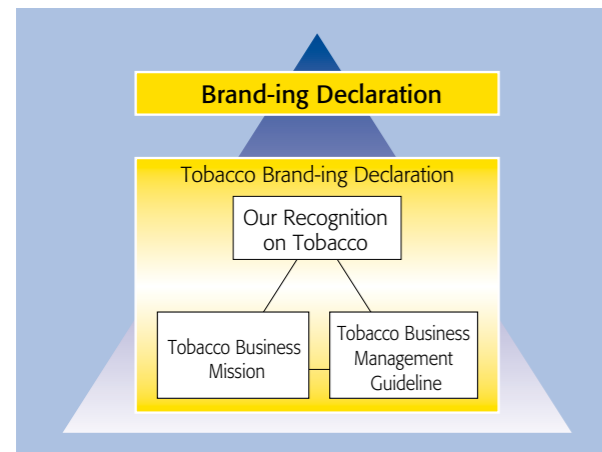 Brand-ing Declaration
Tobacco Brand-ing Declaration
Our Recognition
on Tobacco
Tobacco Business
Mission
Tobacco Business
Management
Guideline